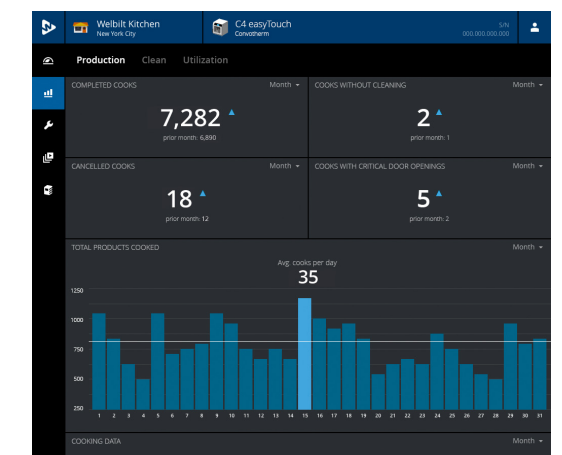 Welbilt Kitchen
New York City
C4 easyTouch
Convotherm
S/N
000.000.000.000
Production Clean Utilization
COMPLETED COOKS Month
7,282
prior month: 6,890
COOKS WITHOUT CLEANING Month
2
prior month: 1
CANCELLED COOKS Month
18
prior month: 12
COOKS WITH CRITICAL DOOR OPENINGS Month
5
prior month: 2
TOTAL PRODUCTS COOKED Month
Avg. cooks per day
35
1250
1000
750
500
250
1 2 3 4 5 6 7 8 9 10 11 12 13 14 15 16 17 18 19 20 21 22 23 24 25 26 27 28 29 30 31
COOKING DATA Month